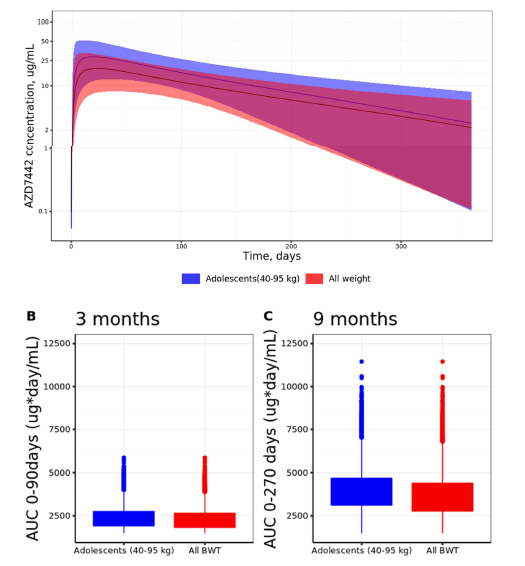 AZD7442 concentration, ug/mL
100
50
25
10
2
1
0.1
0
100
200
300
Time, days
Adolescents(40-95 kg)
All weight
B
3 months
AUC 0-90days (ug*day/mL)
12500
10000
7500
5000
2500
Adolescents (40-95 kg)
All BWT
C
9 months
AUC 0-270 days (ug*day/mL)
12500
10000
7500
5000
2500
Adolescents (40-95 kg)
All BWT